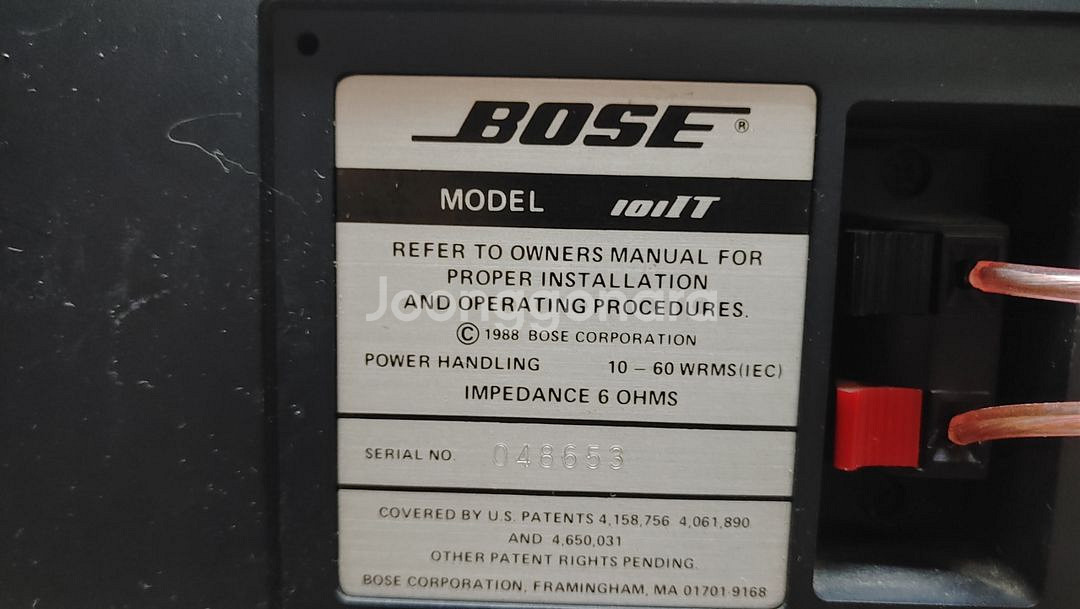 BOSE®
MODEL 101IT
REFER TO OWNERS MANUAL FOR
PROPER INSTALLATION
AND OPERATING PROCEDURES.
Joonggonara
© 1988 BOSE CORPORATION
POWER HANDLING 10 – 60 WRMS(IEC)
IMPEDANCE 6 OHMS
SERIAL NO. 048653
COVERED BY U.S. PATENTS 4,158,756 4,061,890
AND 4,650,031
OTHER PATENT RIGHTS PENDING.
BOSE CORPORATION, FRAMINGHAM, MA 01701-9168